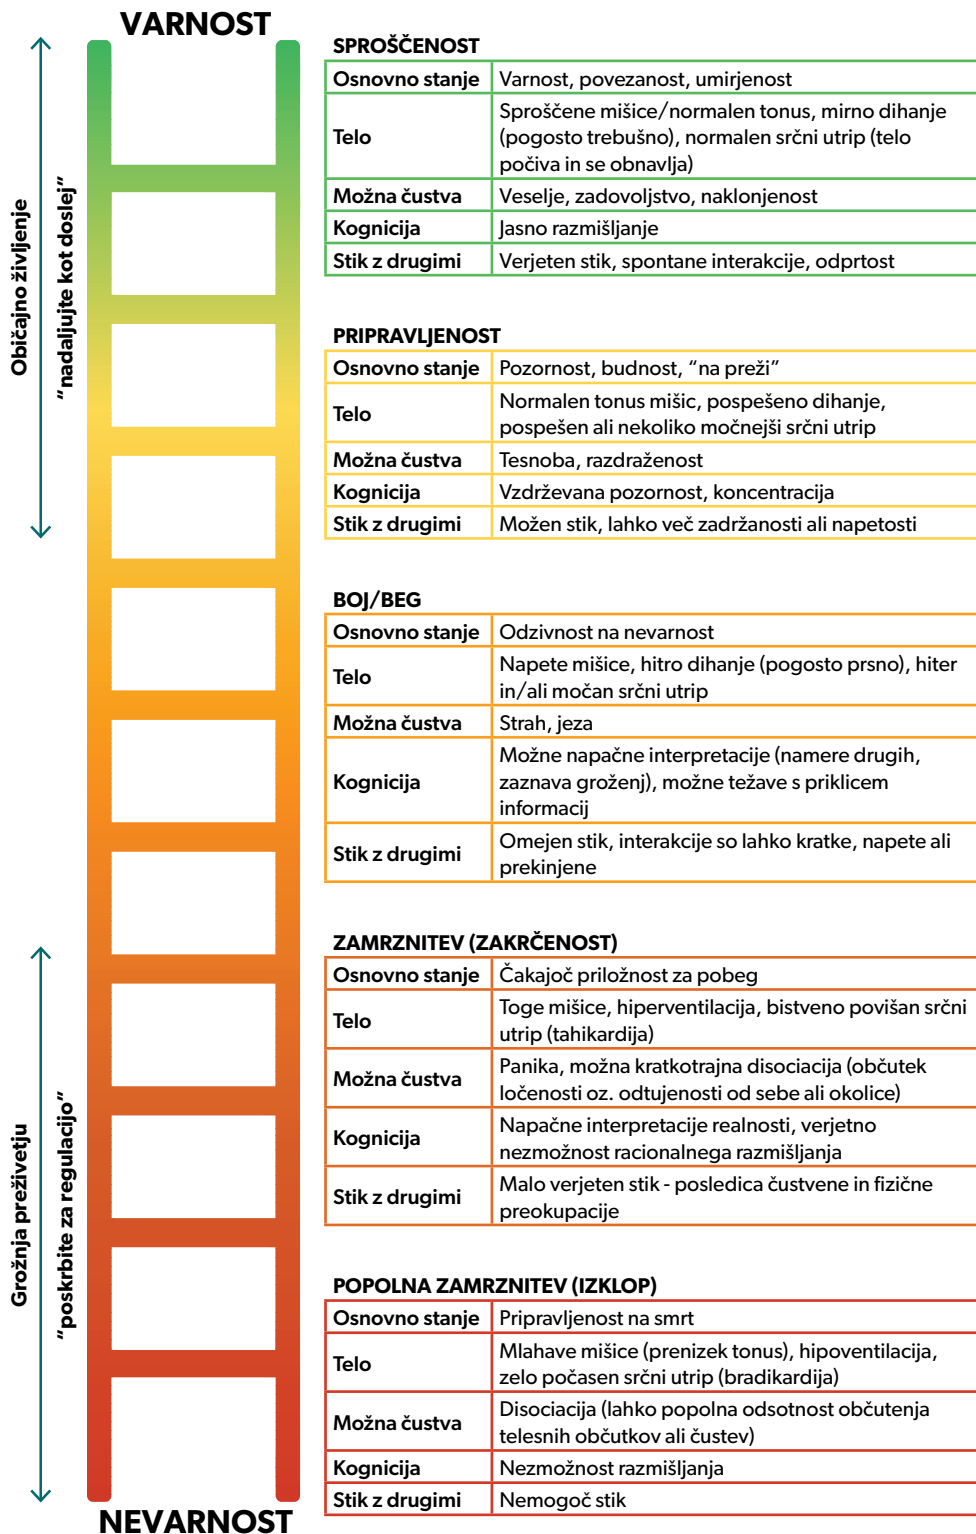 VARNOST
Običajno življenje
“nadaljujte kot doslej”
SPROŠČENOST
Osnovno stanje Varnost, povezanost, umirjenost
Telo Sproščene mišice/normalen tonus, mirno dihanje
(pogosto trebušno), normalen srčni utrip (telo
počiva in se obnavlja)
Možna čustva Veselje, zadovoljstvo, naklonjenost
Kognicija Jasno razmišljanje
Stik z drugimi Verjeten stik, spontane interakcije, odprtost
PRIPRAVLJENOST
Osnovno stanje Pozornost, budnost, “na preži”
Telo Normalen tonus mišic, pospešeno dihanje,
pospešen ali nekoliko močnejši srčni utrip
Možna čustva Tesnoba, razdraženost
Kognicija Vzdrževana pozornost, koncentracija
Stik z drugimi Možen stik, lahko več zadržanosti ali napetosti
BOJ/BEG
Osnovno stanje Odzivnost na nevarnost
Telo Napete mišice, hitro dihanje (pogosto prsno), hiter
in/ali močan srčni utrip
Možna čustva Strah, jeza
Kognicija Možne napačne interpretacije (namere drugih,
zaznava groženj), možne težave s priklicem
informacij
Stik z drugimi Omejen stik, interakcije so lahko kratke, napete ali
prekinjene
Grožnja preživetju
“poskrbite za regulacijo”
ZAMRZNITEV (ZAKRČENOST)
Osnovno stanje Čakajoč priložnost za pobeg
Telo Toge mišice, hiperventilacija, bistveno povišan srčni
utrip (tahikardija)
Možna čustva Panika, možna kratkotrajna disociacija (občutek
ločenosti oz. odtujenosti od sebe ali okolice)
Kognicija Napačne interpretacije realnosti, verjetno
nezmožnost racionalnega razmišljanja
Stik z drugimi Malo verjeten stik - posledica čustvene in fizične
preokupacije
POPOLNA ZAMRZNITEV (IZKLOP)
Osnovno stanje Pripravljenost na smrt
Telo Mlahave mišice (prenizek tonus), hipoventilacija,
zelo počasen srčni utrip (bradikardija)
Možna čustva Disociacija (lahko popolna odsotnost občutenja
telesnih občutkov ali čustev)
Kognicija Nezmožnost razmišljanja
Stik z drugimi Nemogoč stik
NEVARNOST